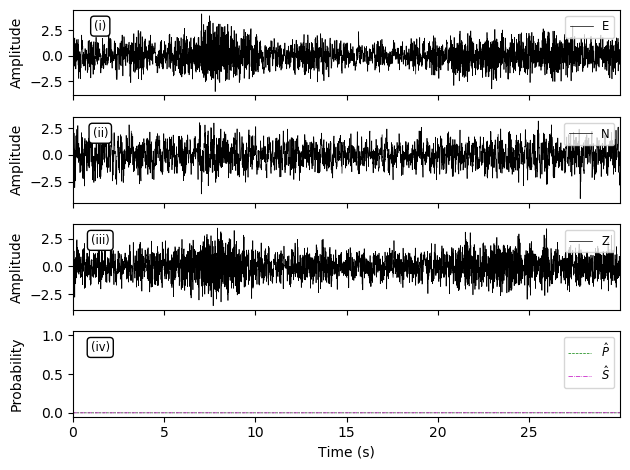 (i)
E
2.5
0.0
−2.5
Amplitude
(ii)
N
2.5
0.0
−2.5
Amplitude
(iii)
Z
2.5
0.0
−2.5
Amplitude
(iv)
P̂
Ŝ
1.0
0.5
0.0
Probability
0 5 10 15 20 25
Time (s)